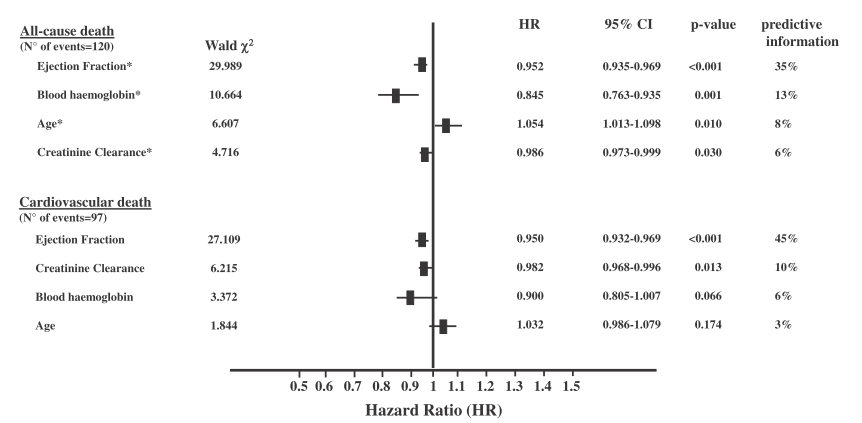 HR 95% CI p-value predictive
All-cause death
(N° of events=120) Wald χ² information
Ejection Fraction* 29.989 0.952 0.935-0.969 <0.001 35%
Blood haemoglobin* 10.664 0.845 0.763-0.935 0.001 13%
Age* 6.607 1.054 1.013-1.098 0.010 8%
Creatinine Clearance* 4.716 0.986 0.973-0.999 0.030 6%
Cardiovascular death
(N° of events=97)
Ejection Fraction 27.109 0.950 0.932-0.969 <0.001 45%
Creatinine Clearance 6.215 0.982 0.968-0.996 0.013 10%
Blood haemoglobin 3.372 0.900 0.805-1.007 0.066 6%
Age 1.844 1.032 0.986-1.079 0.174 3%
0.5 0.6 0.7 0.8 0.9 1 1.1 1.2 1.3 1.4 1.5
Hazard Ratio (HR)